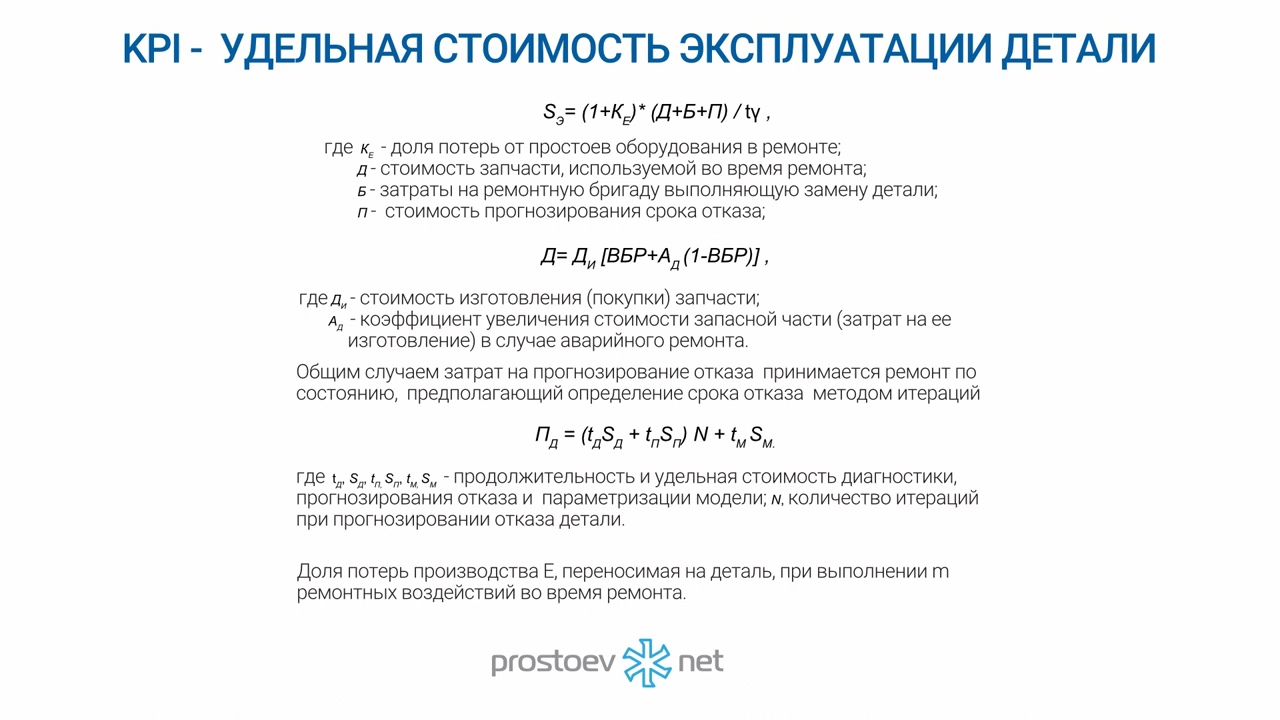 KPI - УДЕЛЬНАЯ СТОИМОСТЬ ЭКСПЛУАТАЦИИ ДЕТАЛИ
Sэ= (1+KE)* (Д+Б+П) / tγ ,
где KE - доля потерь от простоев оборудования в ремонте;
Д - стоимость запчасти, используемой во время ремонта;
Б - затраты на ремонтную бригаду выполняющую замену детали;
П - стоимость прогнозирования срока отказа;
Д= ДИ [ВБР+АД (1-ВБР)] ,
где ДИ - стоимость изготовления (покупки) запчасти;
АД - коэффициент увеличения стоимости запасной части (затрат на ее
изготовление) в случае аварийного ремонта.
Общим случаем затрат на прогнозирование отказа принимается ремонт по
состоянию, предполагающий определение срока отказа методом итераций
ПД = (tДSД + tПSП) N + tМ SМ.
где tД, SД, tП, SП, tМ, SМ - продолжительность и удельная стоимость диагностики,
прогнозирования отказа и параметризации модели; N, количество итераций
при прогнозировании отказа детали.
Доля потерь производства Е, переносимая на деталь, при выполнении m
ремонтных воздействий во время ремонта.
prostoev net